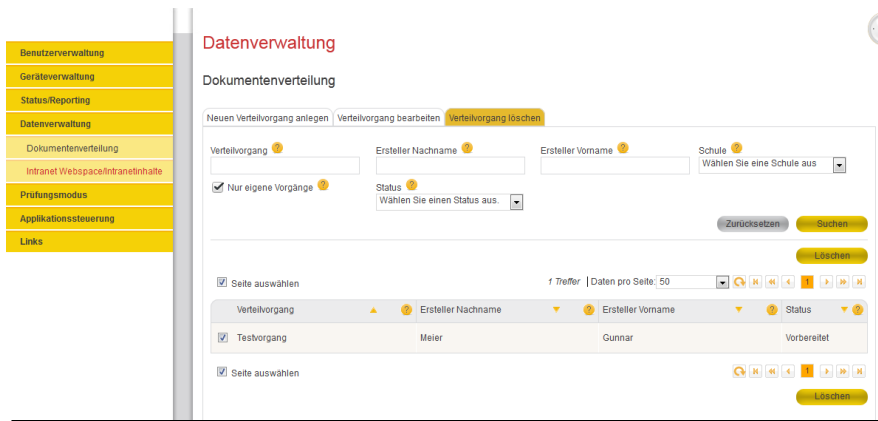 Datenverwaltung
Benutzerverwaltung
Geräteverwaltung
Status/Reporting
Datenverwaltung
Dokumentenverteilung
Intranet Webspace/Intranetinhalte
Prüfungsmodus
Applikationssteuerung
Links
Dokumentenverteilung
Neuen Verteilvorgang anlegen Verteilvorgang bearbeiten Verteilvorgang löschen
Verteilvorgang ? Ersteller Nachname ? Ersteller Vorname ? Schule ?
Wählen Sie eine Schule aus
Nur eigene Vorgänge ? Status ?
Wählen Sie einen Status aus.
Zurücksetzen Suchen
Löschen
Seite auswählen 1 Treffer | Daten pro Seite: 50 1
Verteilvorgang ? Ersteller Nachname ? Ersteller Vorname ? Status ?
Testvorgang Meier Gunnar Vorbereitet
Seite auswählen 1
Löschen